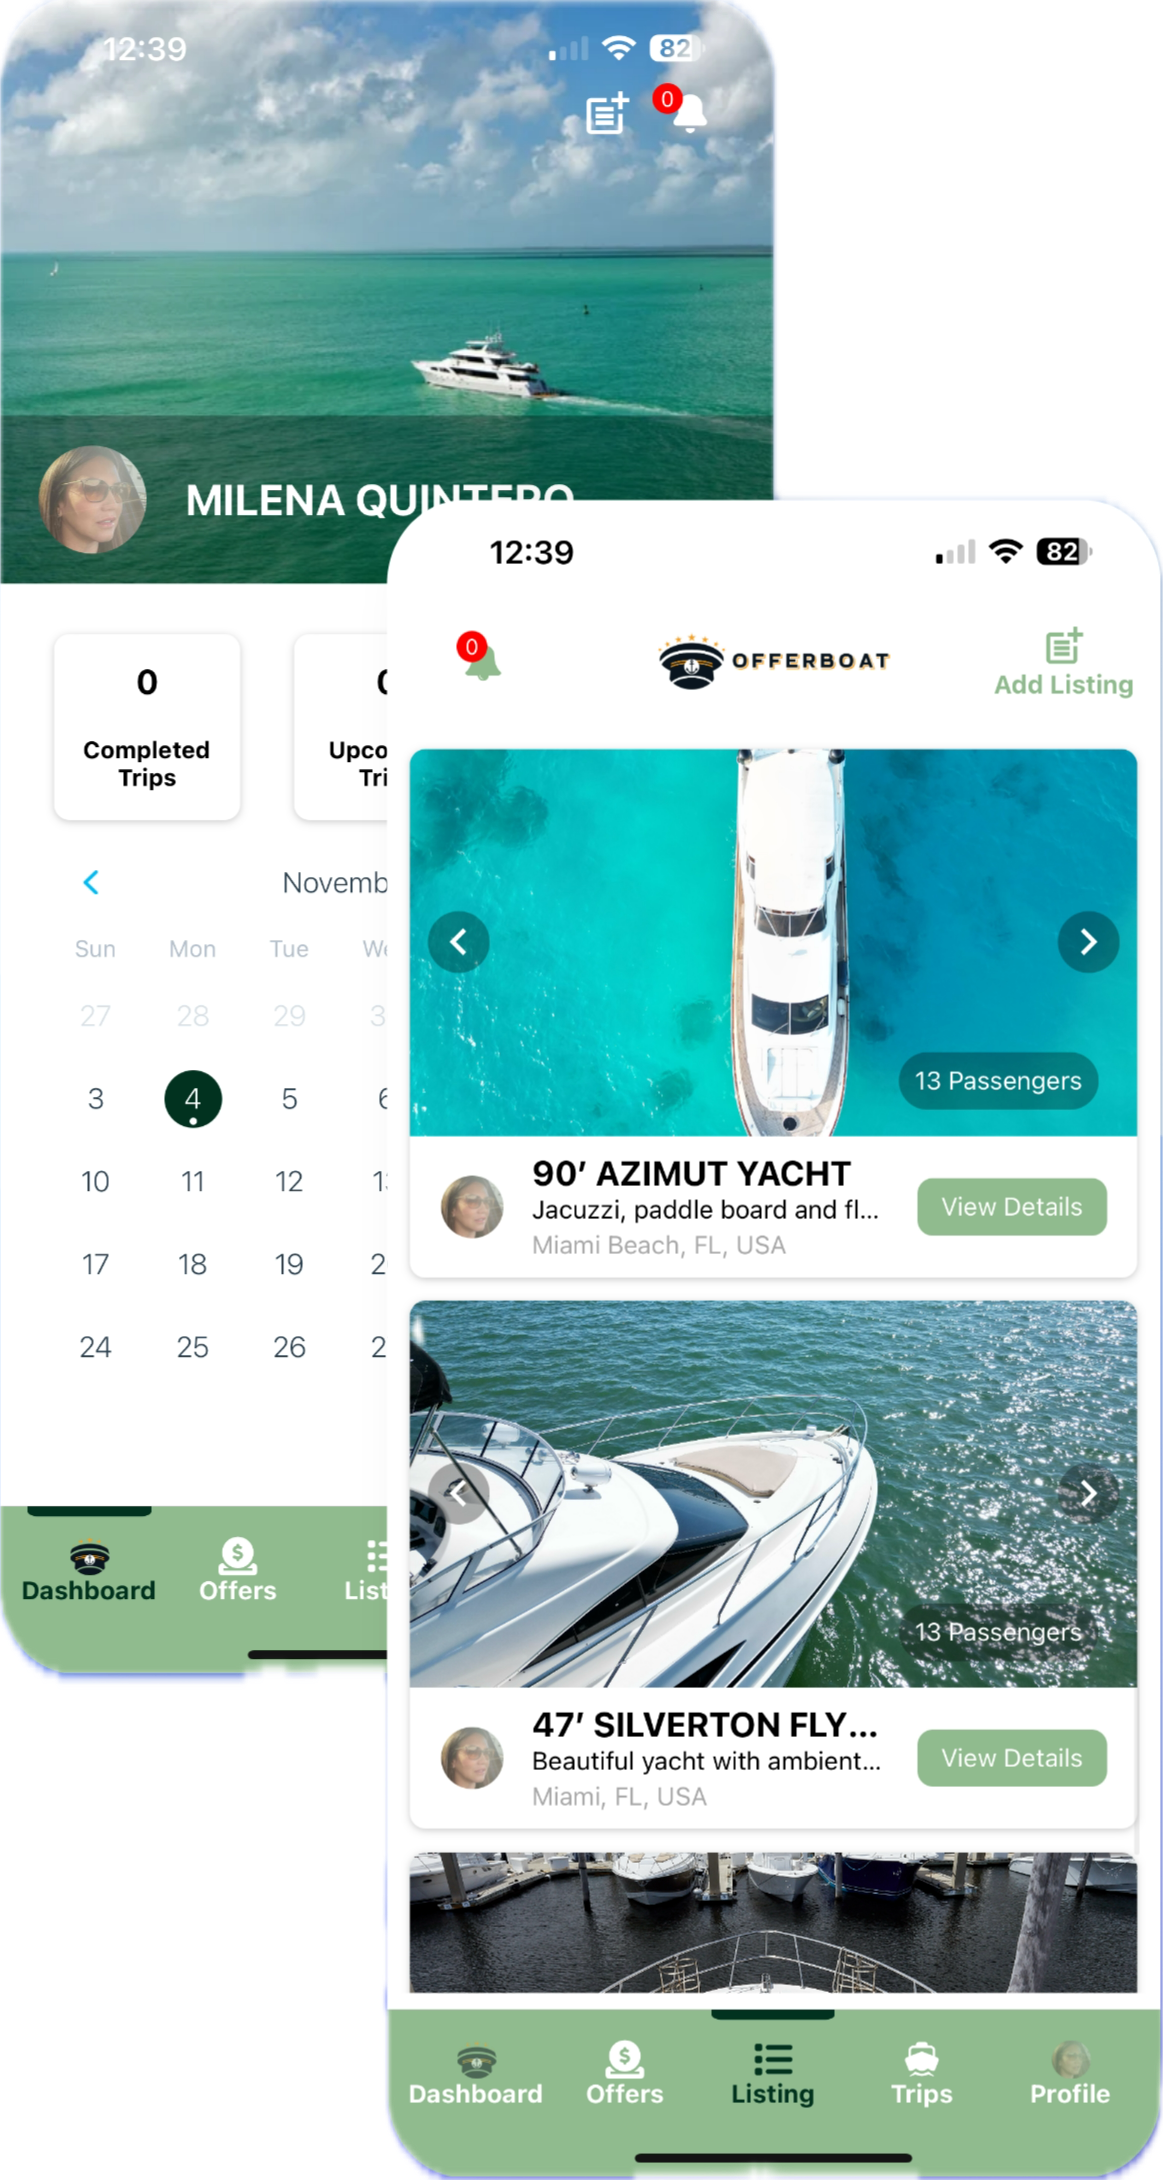 12:39
82
0
MILENA QUINTERO
0
Completed
Trips
Upco
Tri
Novemb
Sun Mon Tue We
27 28 29 3
3 4 5 6
10 11 12 1
17 18 19 2
24 25 26 2
Dashboard Offers List
12:39
82
0
OFFERBOAT
Add Listing
13 Passengers
90′ AZIMUT YACHT
Jacuzzi, paddle board and fl...
Miami Beach, FL, USA
View Details
13 Passengers
47′ SILVERTON FLY...
Beautiful yacht with ambient...
Miami, FL, USA
View Details
Dashboard Offers Listing Trips Profile